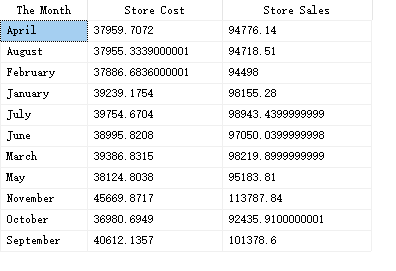 The Month Store Cost Store Sales
April 37959.7072 94776.14
August 37955.3339000001 94718.51
February 37886.6836000001 94498
January 39239.1754 98155.28
July 39754.6704 98943.4399999999
June 38995.8208 97050.0399999998
March 39386.8315 98219.8999999999
May 38124.8038 95183.81
November 45669.8717 113787.84
October 36980.6949 92435.9100000001
September 40612.1357 101378.6